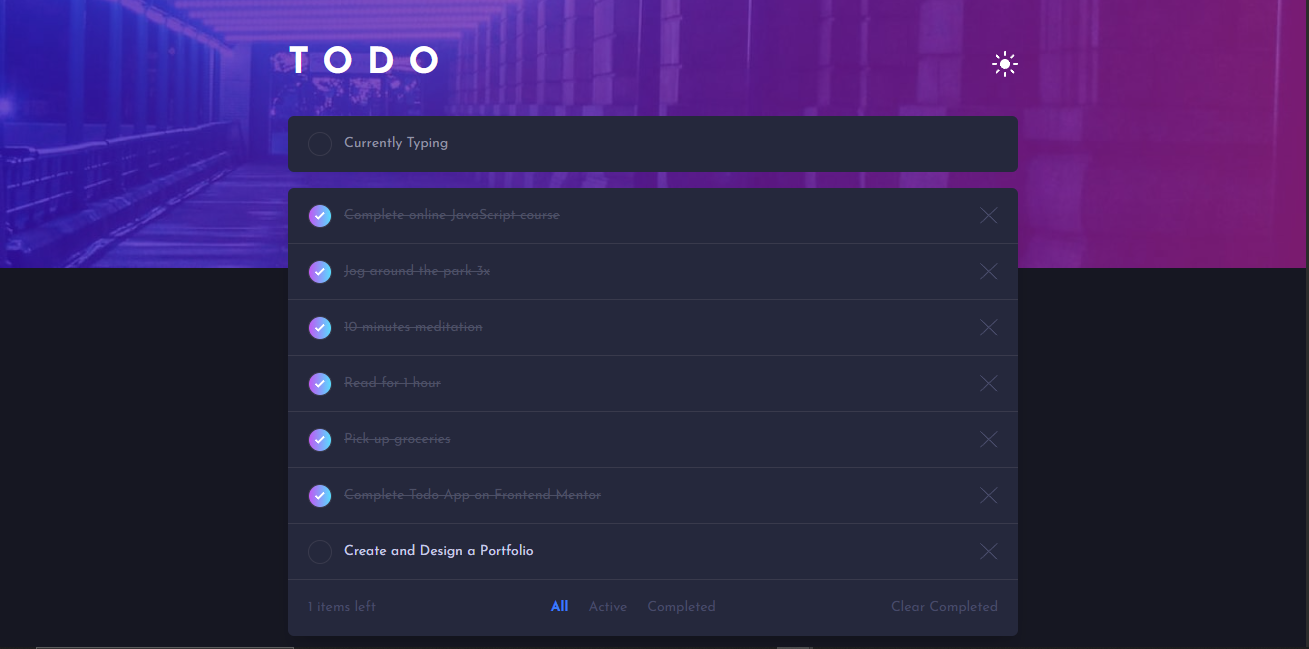 TODO
Currently Typing
Complete online JavaScript course
Jog around the park 3x
10 minutes meditation
Read for 1 hour
Pick up groceries
Complete Todo App on Frontend Mentor
Create and Design a Portfolio
1 items left All Active Completed Clear Completed